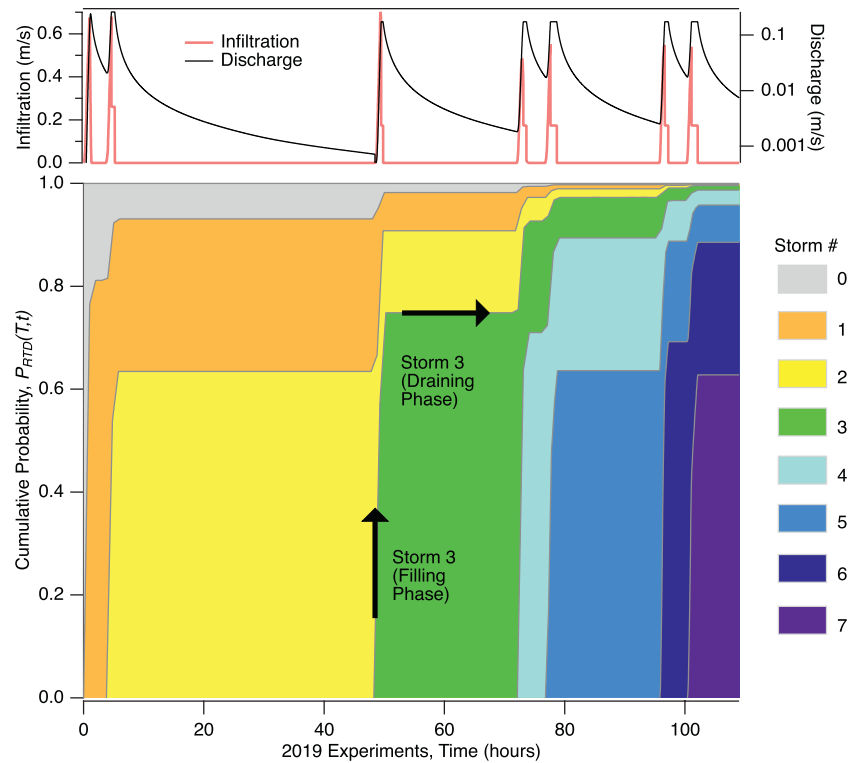 0.6
0.4
0.2
0.0
Infiltration (m/s)
Infiltration
Discharge
0.1
0.01
0.001
Discharge (m/s)
1.0
0.8
0.6
0.4
0.2
0.0
Cumulative Probability, P_RTD(T,t)
Storm 3
(Draining
Phase)
Storm 3
(Filling
Phase)
0
20
40
60
80
100
2019 Experiments, Time (hours)
Storm #
0
1
2
3
4
5
6
7